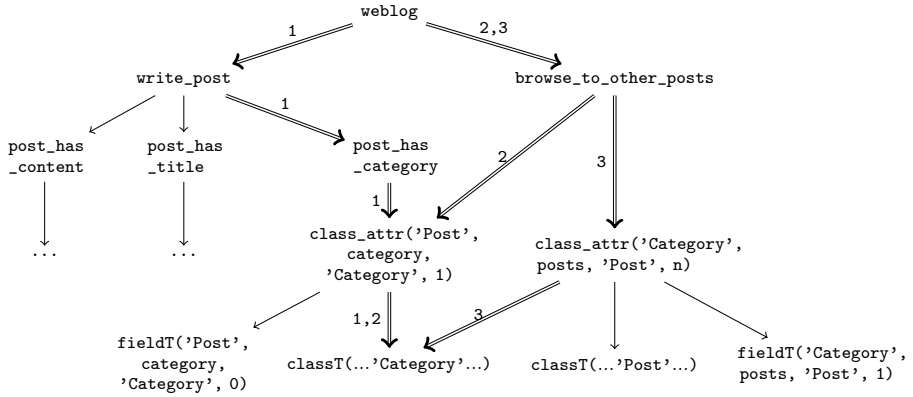 weblog
1
2,3
write_post
browse_to_other_posts
1
post_has
_content
post_has
_title
post_has
_category
2
3
1
class_attr('Post',
category,
'Category', 1)
class_attr('Category',
posts, 'Post', n)
...
...
1,2
3
fieldT('Post',
category,
'Category', 0)
classT(…'Category'…)
classT(…'Post'…)
fieldT('Category',
posts, 'Post', 1)